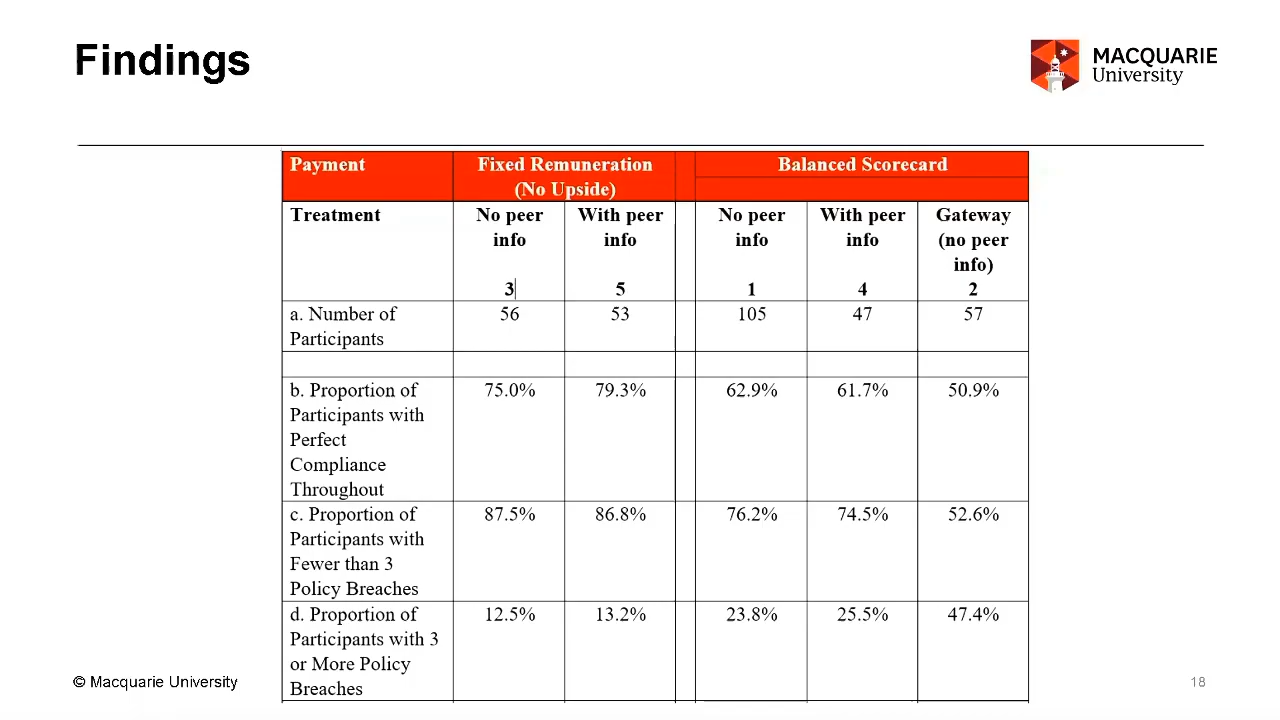 Findings
MACQUARIE
University
Payment
Fixed Remuneration
(No Upside)
Balanced Scorecard
Treatment
No peer
info
3
With peer
info
5
No peer
info
1
With peer
info
4
Gateway
(no peer
info)
2
a. Number of
Participants
56
53
105
47
57
b. Proportion of
Participants with
Perfect
Compliance
Throughout
75.0%
79.3%
62.9%
61.7%
50.9%
c. Proportion of
Participants with
Fewer than 3
Policy Breaches
87.5%
86.8%
76.2%
74.5%
52.6%
d. Proportion of
Participants with 3
or More Policy
Breaches
12.5%
13.2%
23.8%
25.5%
47.4%
© Macquarie University
18